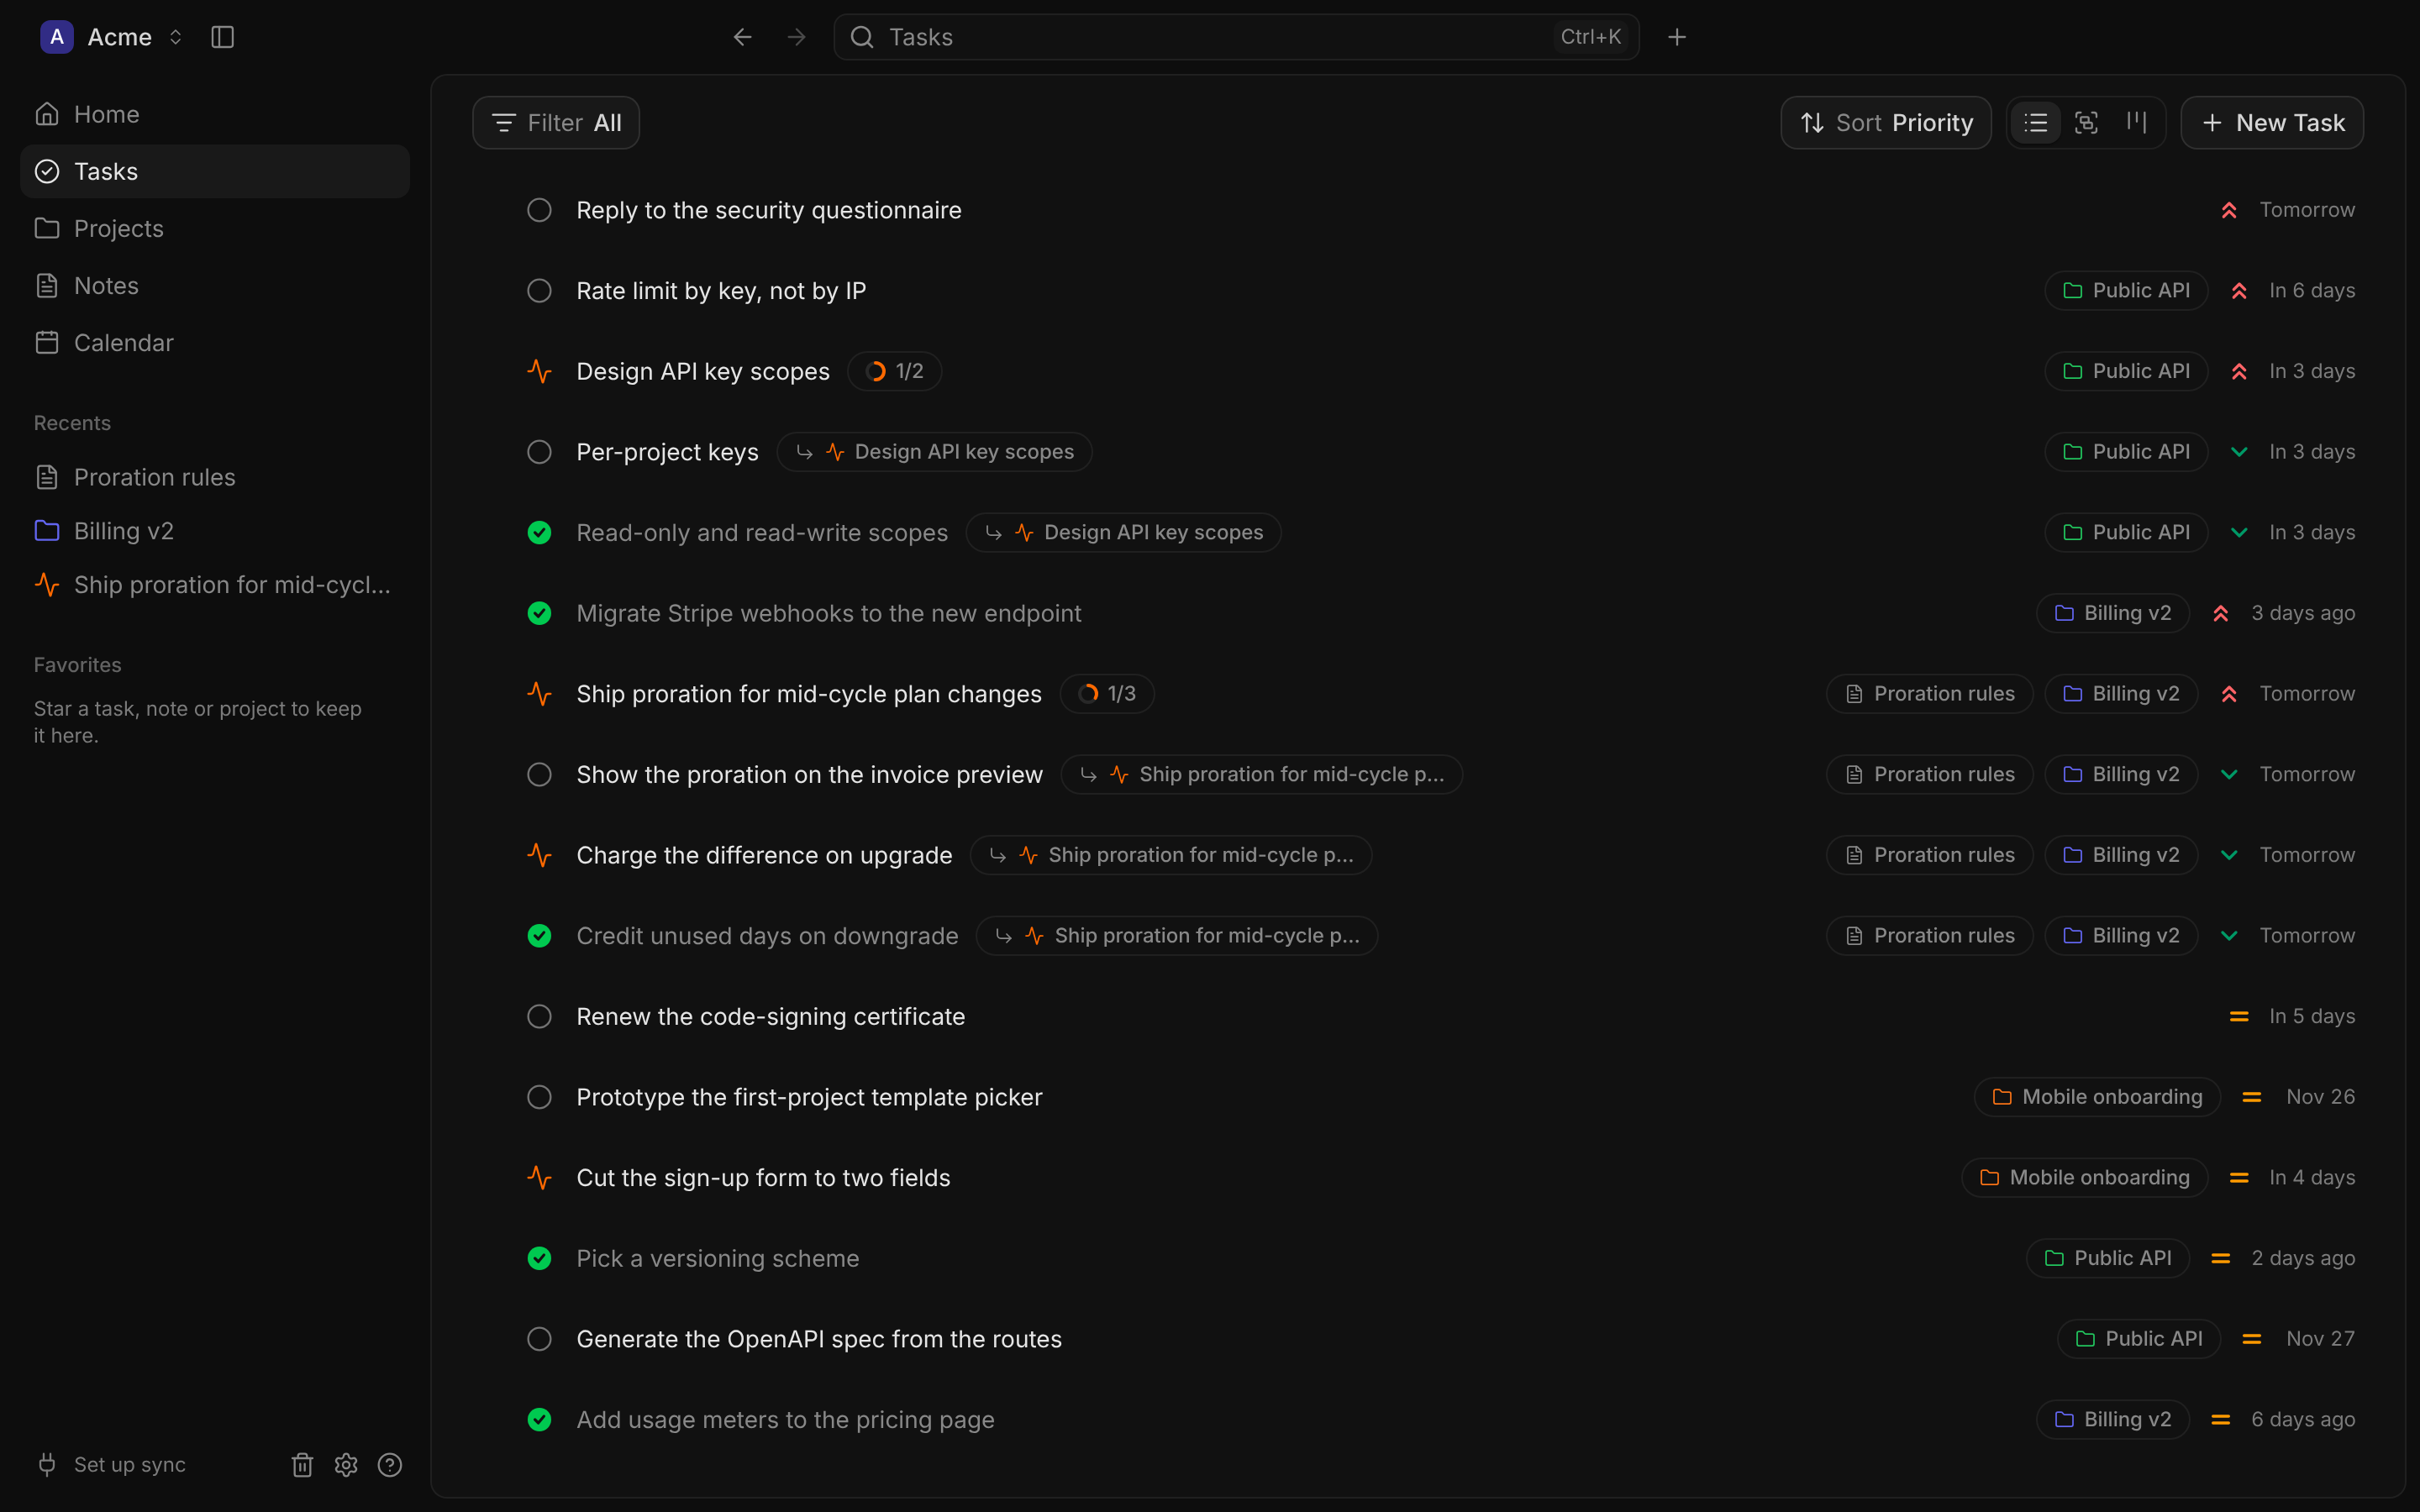 A Acme
Tasks Ctrl+K
Home
Tasks
Projects
Notes
Calendar
Recents
Proration rules
Billing v2
Ship proration for mid-cycl...
Favorites
Star a task, note or project to keep
it here.
Set up sync
Filter All
Sort Priority
New Task
Reply to the security questionnaire Tomorrow
Rate limit by key, not by IP Public API In 6 days
Design API key scopes 1/2 Public API In 3 days
Per-project keys Design API key scopes Public API In 3 days
Read-only and read-write scopes Design API key scopes Public API In 3 days
Migrate Stripe webhooks to the new endpoint Billing v2 3 days ago
Ship proration for mid-cycle plan changes 1/3 Proration rules Billing v2 Tomorrow
Show the proration on the invoice preview Ship proration for mid-cycle p... Proration rules Billing v2 Tomorrow
Charge the difference on upgrade Ship proration for mid-cycle p... Proration rules Billing v2 Tomorrow
Credit unused days on downgrade Ship proration for mid-cycle p... Proration rules Billing v2 Tomorrow
Renew the code-signing certificate In 5 days
Prototype the first-project template picker Mobile onboarding Nov 26
Cut the sign-up form to two fields Mobile onboarding In 4 days
Pick a versioning scheme Public API 2 days ago
Generate the OpenAPI spec from the routes Public API Nov 27
Add usage meters to the pricing page Billing v2 6 days ago